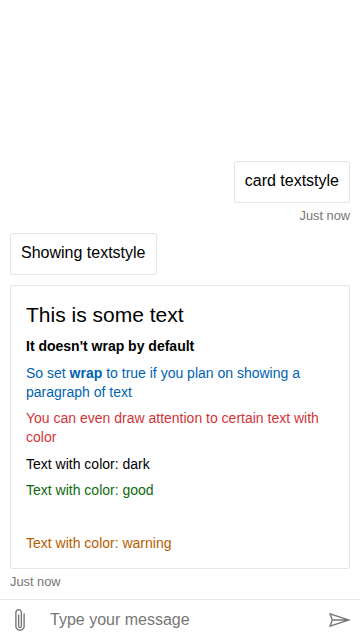 card textstyle
Just now
Showing textstyle
This is some text
It doesn't wrap by default
So set wrap to true if you plan on showing a
paragraph of text
You can even draw attention to certain text with
color
Text with color: dark
Text with color: good
Text with color: warning
Just now
Type your message